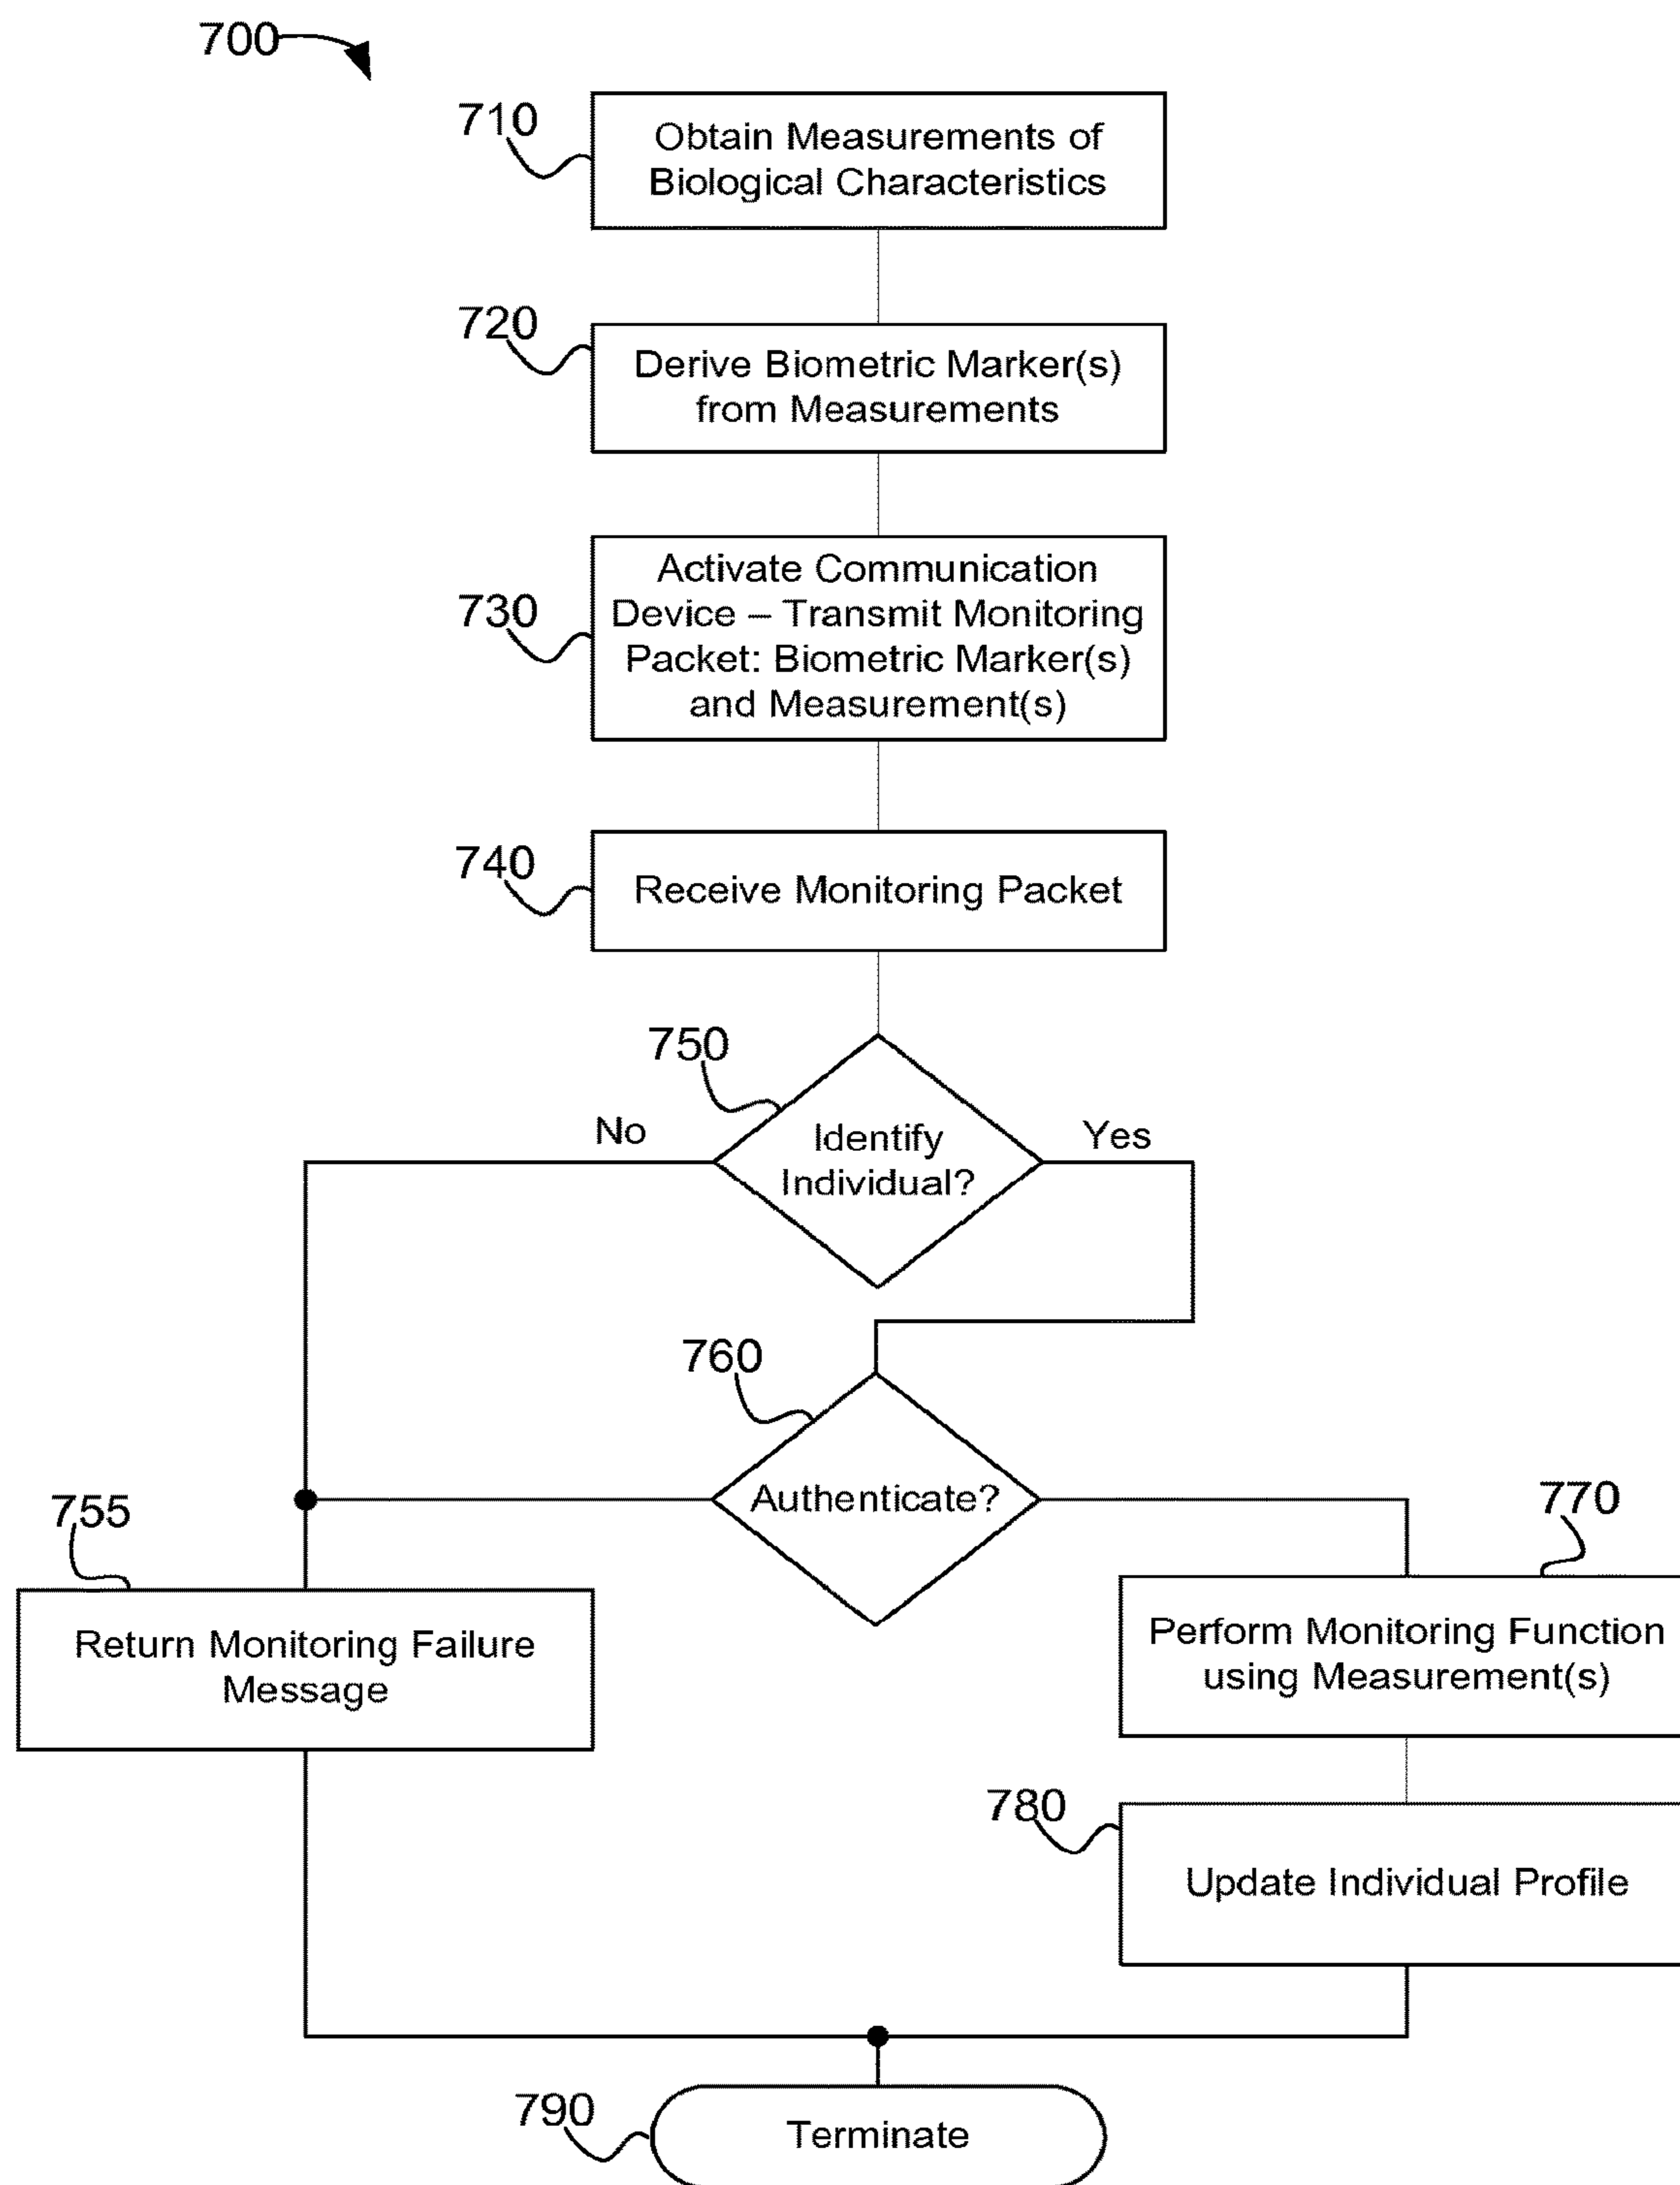 700
710
Obtain Measurements of
Biological Characteristics
720
Derive Biometric Marker(s)
from Measurements
730
Activate Communication
Device – Transmit Monitoring
Packet: Biometric Marker(s)
and Measurement(s)
740
Receive Monitoring Packet
750
No
Identify
Individual?
Yes
760
Authenticate?
755
Return Monitoring Failure
Message
770
Perform Monitoring Function
using Measurement(s)
780
Update Individual Profile
790
Terminate